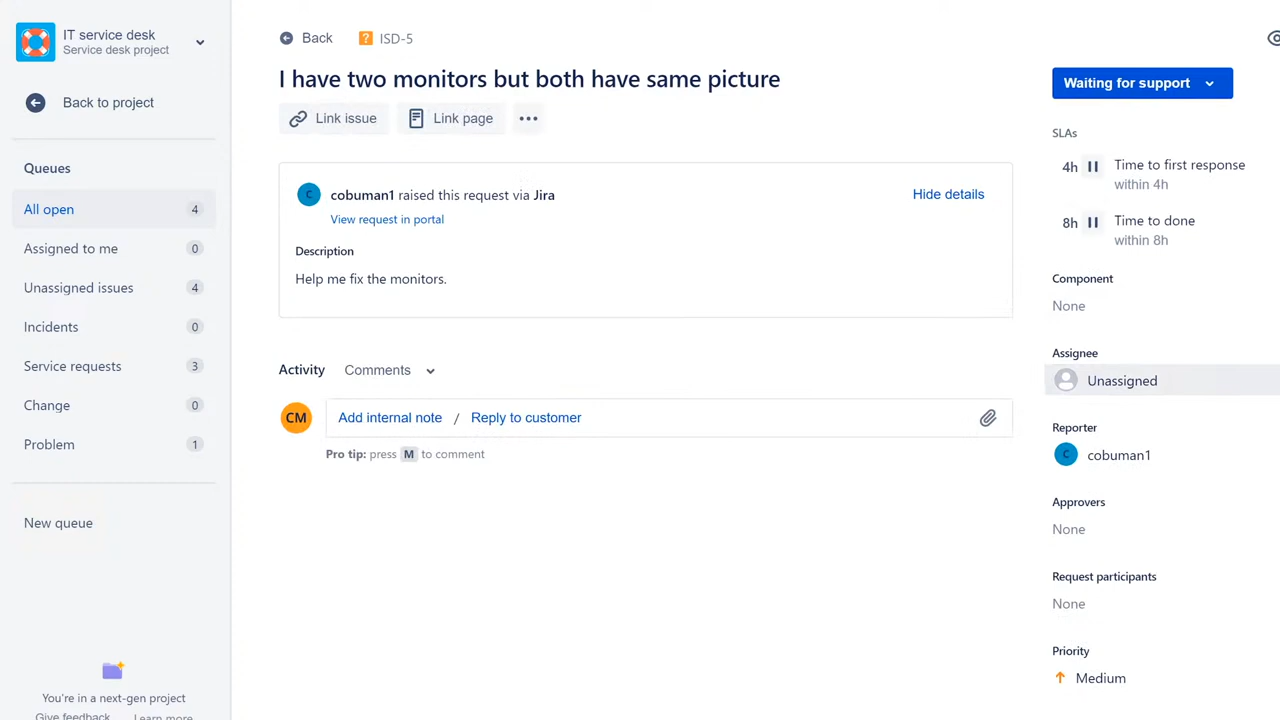 IT service desk
Service desk project
Back to project
Queues
All open 4
Assigned to me 0
Unassigned issues 4
Incidents 0
Service requests 3
Change 0
Problem 1
New queue
You're in a next-gen project
Give feedback Learn more
Back ? ISD-5
I have two monitors but both have same picture
Link issue Link page
C cobuman1 raised this request via Jira Hide details
View request in portal
Description
Help me fix the monitors.
Activity Comments
CM Add internal note / Reply to customer
Pro tip: press M to comment
Waiting for support
SLAs
4h Time to first response
within 4h
8h Time to done
within 8h
Component
None
Assignee
Unassigned
Reporter
C cobuman1
Approvers
None
Request participants
None
Priority
Medium